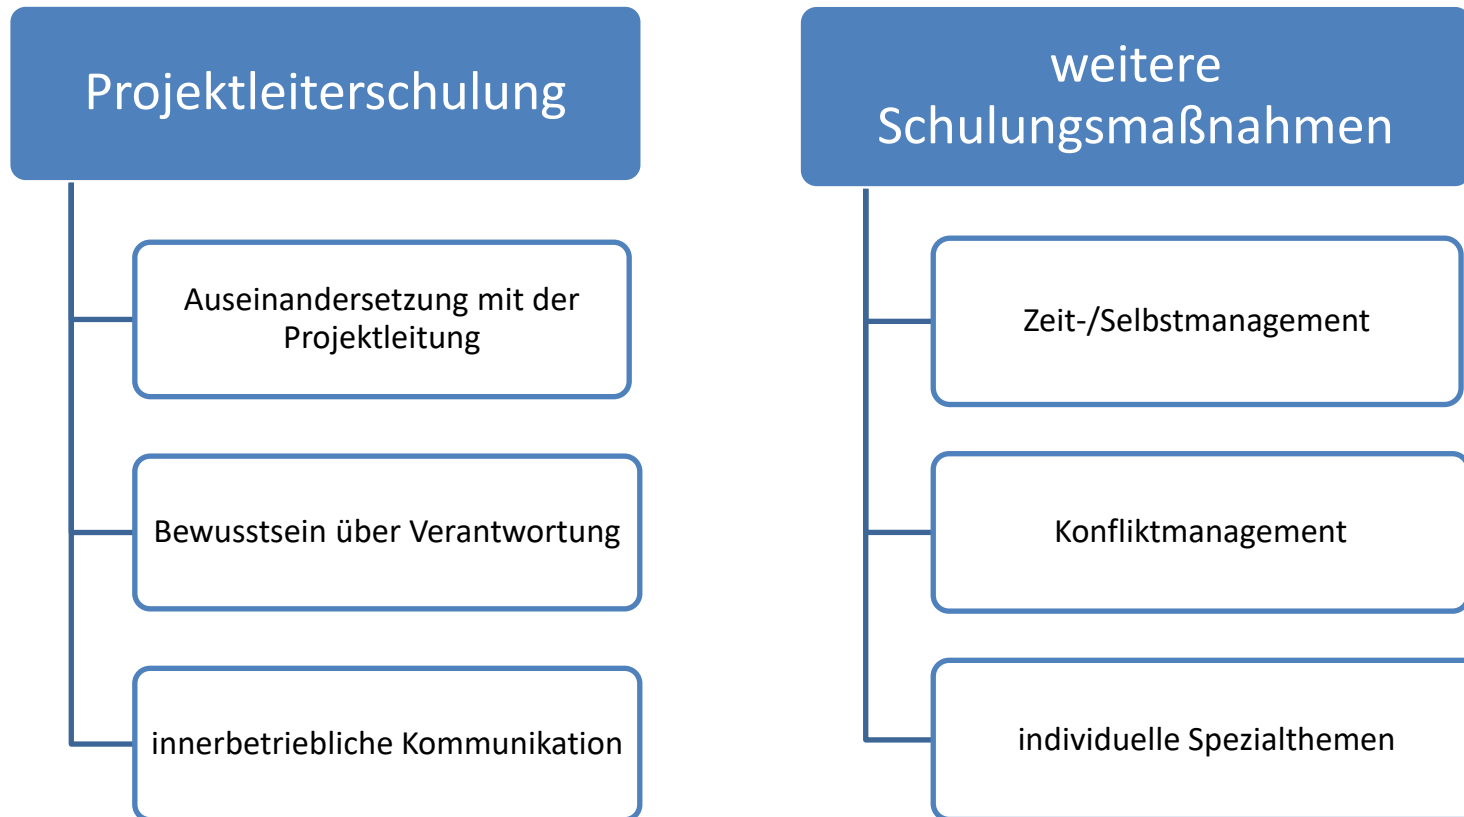 Projektleiterschulung
Auseinandersetzung mit der
Projektleitung
Bewusstsein über Verantwortung
innerbetriebliche Kommunikation
weitere
Schulungsmaßnahmen
Zeit-/Selbstmanagement
Konfliktmanagement
individuelle Spezialthemen